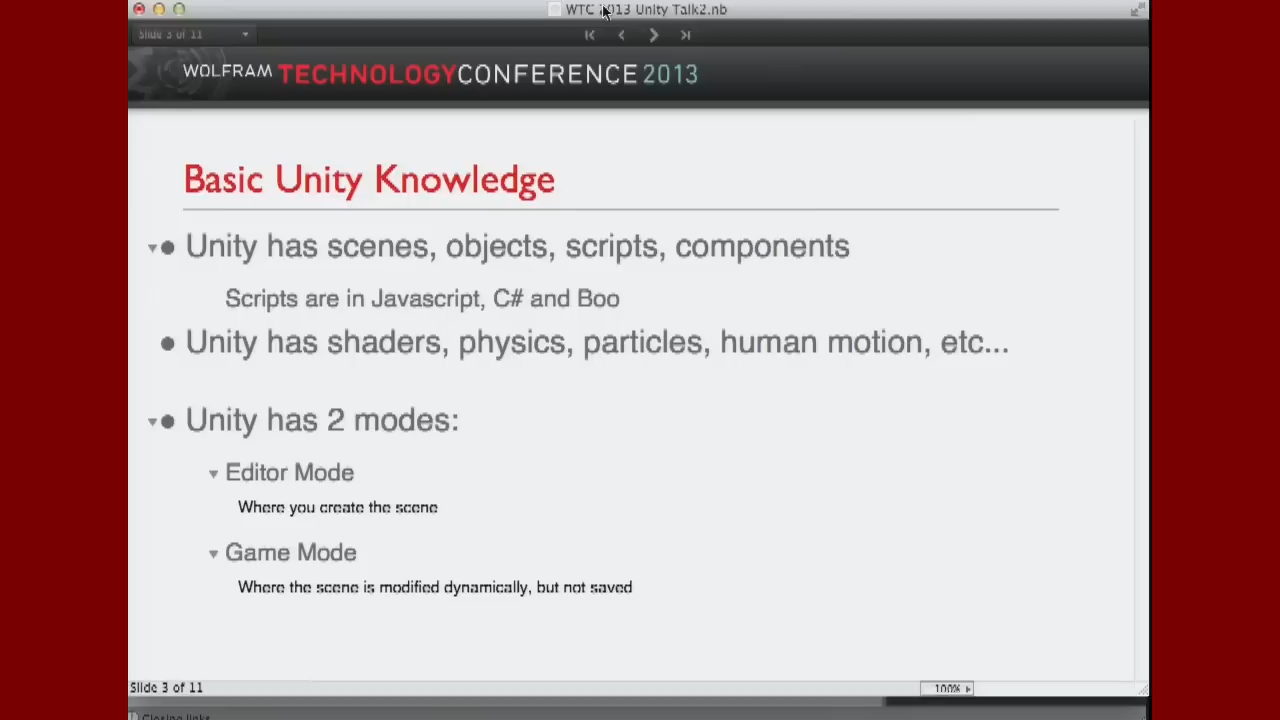 WTC 2013 Unity Talk2.nb
Slide 3 of 11
WOLFRAM TECHNOLOGYCONFERENCE 2013
Basic Unity Knowledge
Unity has scenes, objects, scripts, components
Scripts are in Javascript, C# and Boo
Unity has shaders, physics, particles, human motion, etc...
Unity has 2 modes:
Editor Mode
Where you create the scene
Game Mode
Where the scene is modified dynamically, but not saved
Slide 3 of 11
100%
Closing links